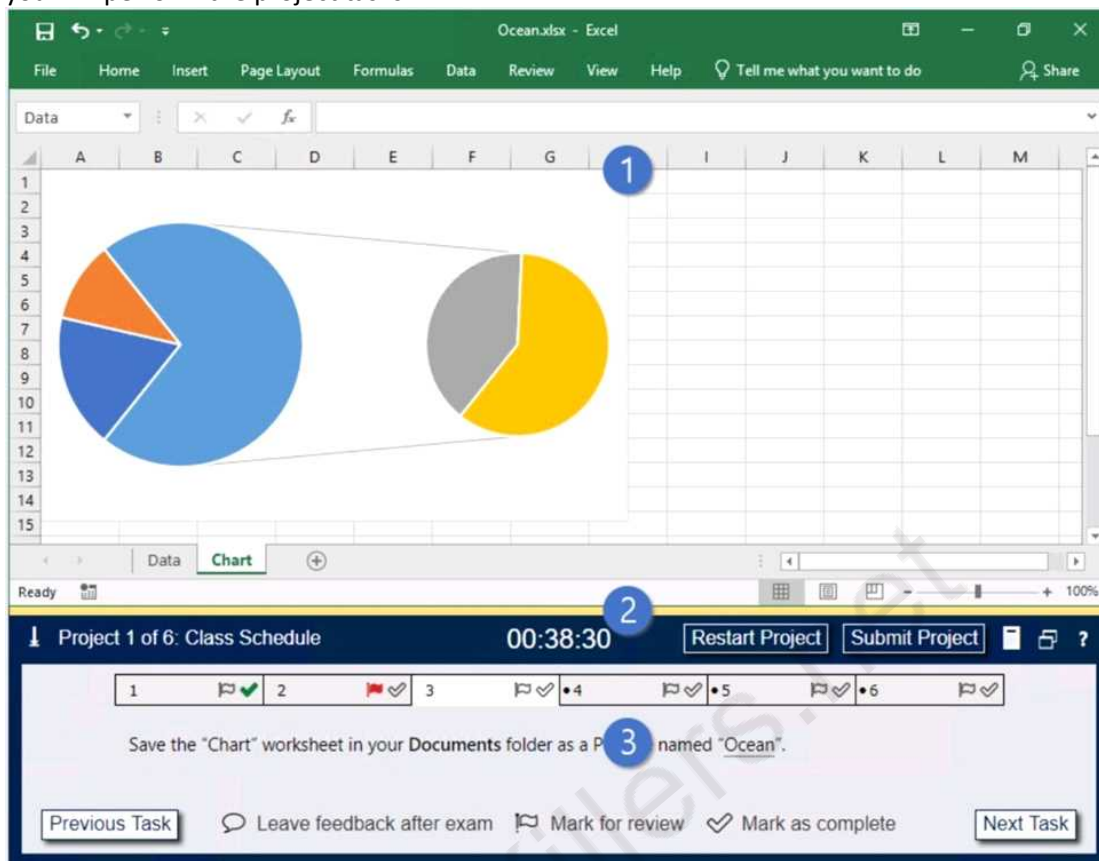 Ocean.xlsx - Excel
File Home Insert Page Layout Formulas Data Review View Help Tell me what you want to do Share
Data fx
A B C D E F G I J K L M
1
2
3
4
5
6
7
8
9
10
11
12
13
14
15
1
Data Chart
Ready 100%
2
Project 1 of 6: Class Schedule 00:38:30 Restart Project Submit Project ?
1 2 3 4 5 6
Save the "Chart" worksheet in your Documents folder as a P 3 named "Ocean".
Previous Task Leave feedback after exam Mark for review Mark as complete Next Task